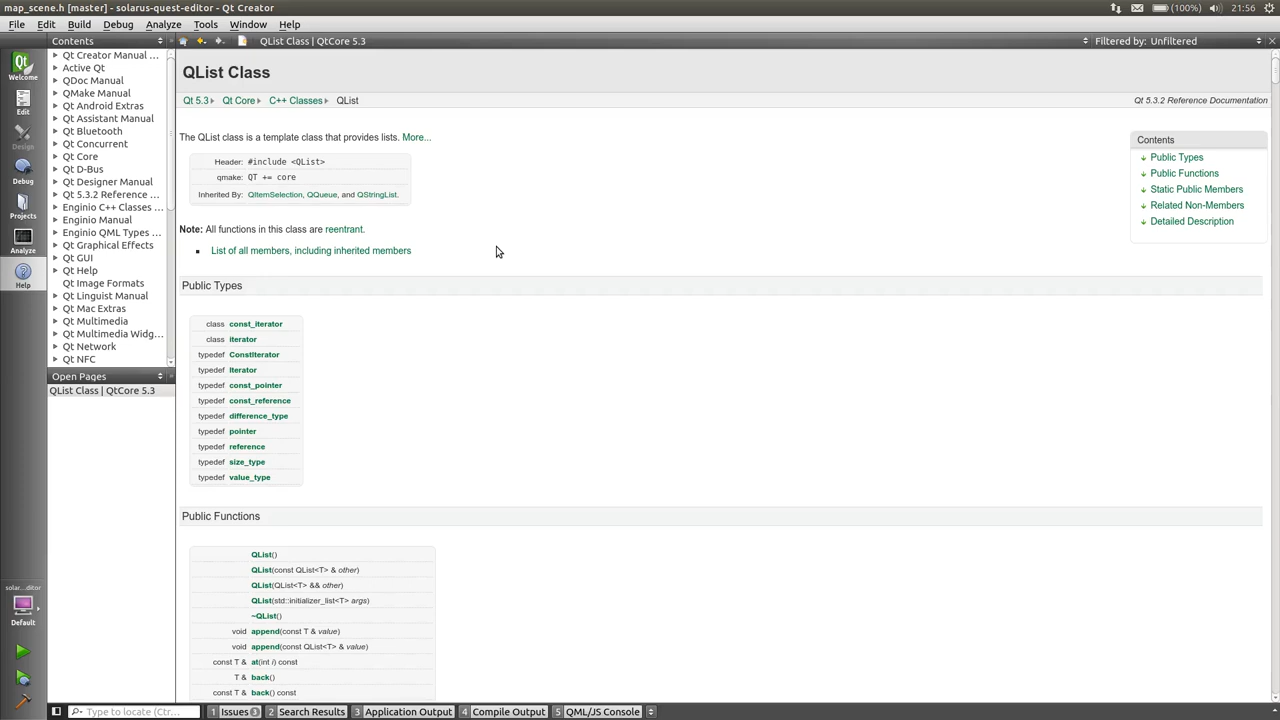 map_scene.h [master] - solarus-quest-editor - Qt Creator
(100%)
21:56
File Edit View Build Debug Analyze Tools Window Help
Contents
QList Class | QtCore 5.3
Filtered by: Unfiltered
Welcome
Edit
Design
Debug
Projects
Analyze
Help
solar...ditor
Default
Qt Creator Manual ...
Active Qt
QDoc Manual
QMake Manual
Qt Android Extras
Qt Assistant Manual
Qt Bluetooth
Qt Concurrent
Qt Core
Qt D-Bus
Qt Designer Manual
Qt 5.3.2 Reference ...
Enginio C++ Classes ...
Enginio Manual
Enginio QML Types ...
Qt Graphical Effects
Qt GUI
Qt Help
Qt Image Formats
Qt Linguist Manual
Qt Mac Extras
Qt Multimedia
Qt Multimedia Widg...
Qt Network
Qt NFC
Open Pages
QList Class | QtCore 5.3
QList Class
Qt 5.3 Qt Core C++ Classes QList
Qt 5.3.2 Reference Documentation
The QList class is a template class that provides lists. More...
Header: #include <QList>
qmake: QT += core
Inherited By: QItemSelection, QQueue, and QStringList.
Note: All functions in this class are reentrant.
List of all members, including inherited members
Contents
Public Types
Public Functions
Static Public Members
Related Non-Members
Detailed Description
Public Types
class const_iterator
class iterator
typedef ConstIterator
typedef Iterator
typedef const_pointer
typedef const_reference
typedef difference_type
typedef pointer
typedef reference
typedef size_type
typedef value_type
Public Functions
QList()
QList(const QList<T> & other)
QList(QList<T> && other)
QList(std::initializer_list<T> args)
~QList()
void append(const T & value)
void append(const QList<T> & value)
const T & at(int i) const
T & back()
const T & back() const
Type to locate (Ctr...
1 Issues 3
2 Search Results
3 Application Output
4 Compile Output
5 QML/JS Console